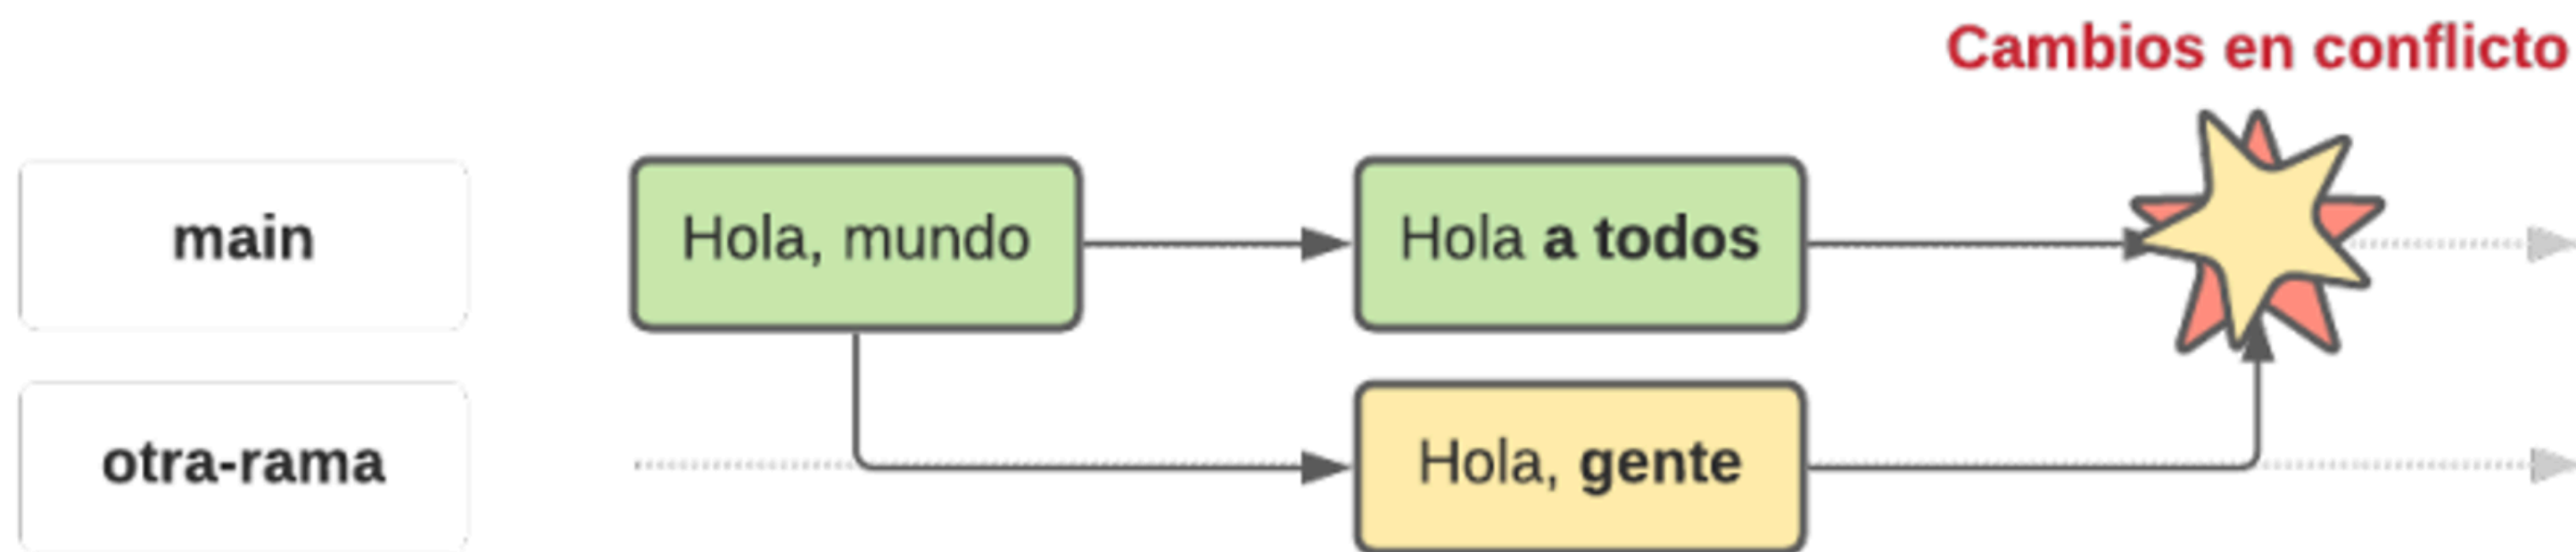 Cambios en conflicto
main
Hola, mundo
Hola a todos
otra-rama
Hola, gente